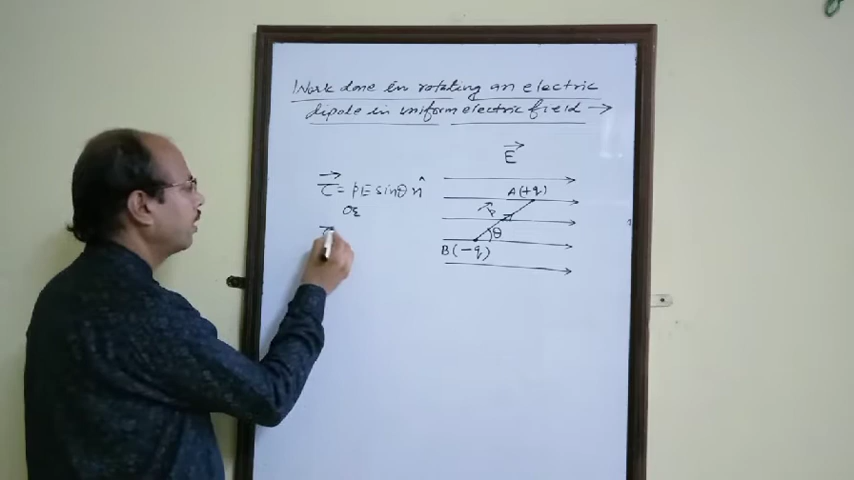 Work done in rotating an electric
dipole in uniform electric field →
→
E
→
τ = pE sinθ n̂
A(+q)
Or
→
p
θ
τ
B(-q)